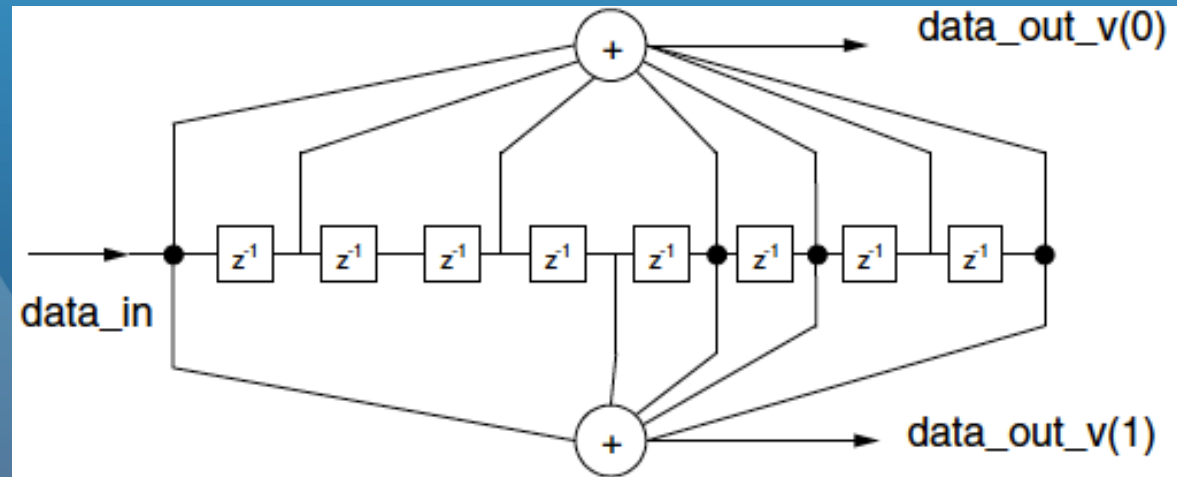 + data_out_v(0)
z⁻¹ z⁻¹ z⁻¹ z⁻¹ z⁻¹ z⁻¹ z⁻¹ z⁻¹
data_in
+ data_out_v(1)